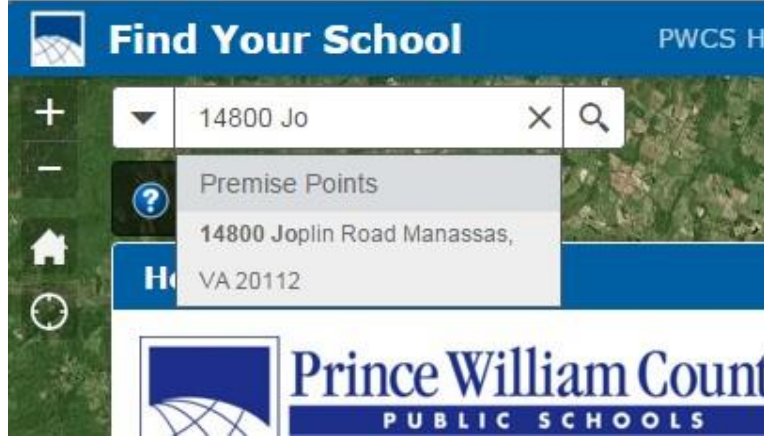 Find Your School
PWCS H
14800 Jo
Premise Points
14800 Joplin Road Manassas,
VA 20112
?
H
Prince William Count
PUBLIC SCHOOLS